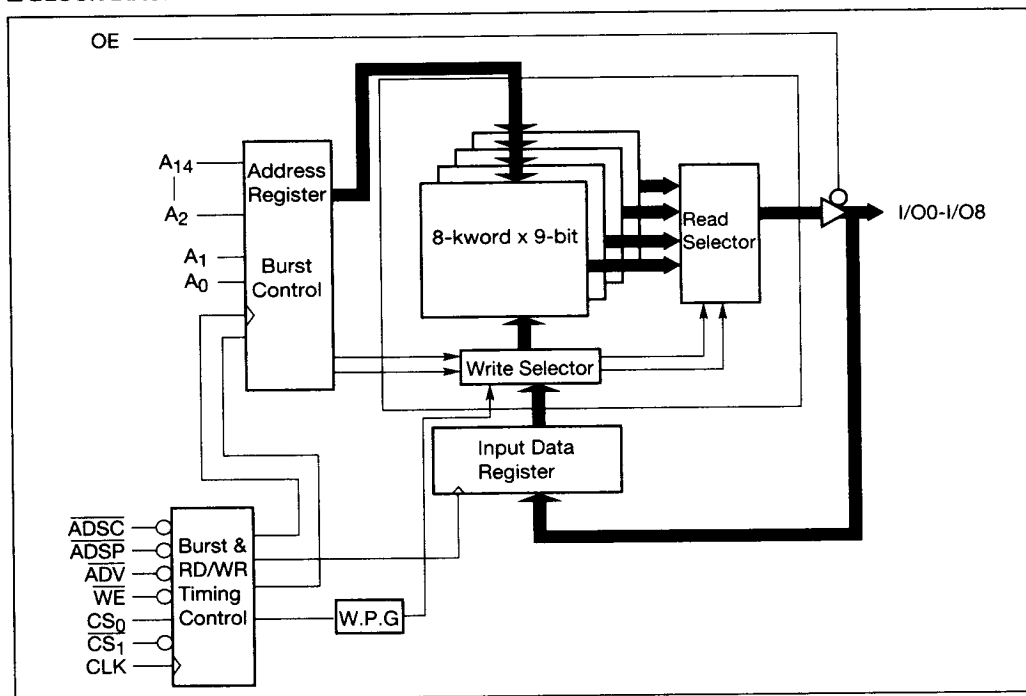 OE
A14
Address
Register
A2
8-kword x 9-bit
Read
Selector
I/O0-I/O8
A1
A0
Burst
Control
Write Selector
Input Data
Register
ADSC
ADSP
ADV
WE
CS0
CS1
CLK
Burst &
RD/WR
Timing
Control
W.P.G